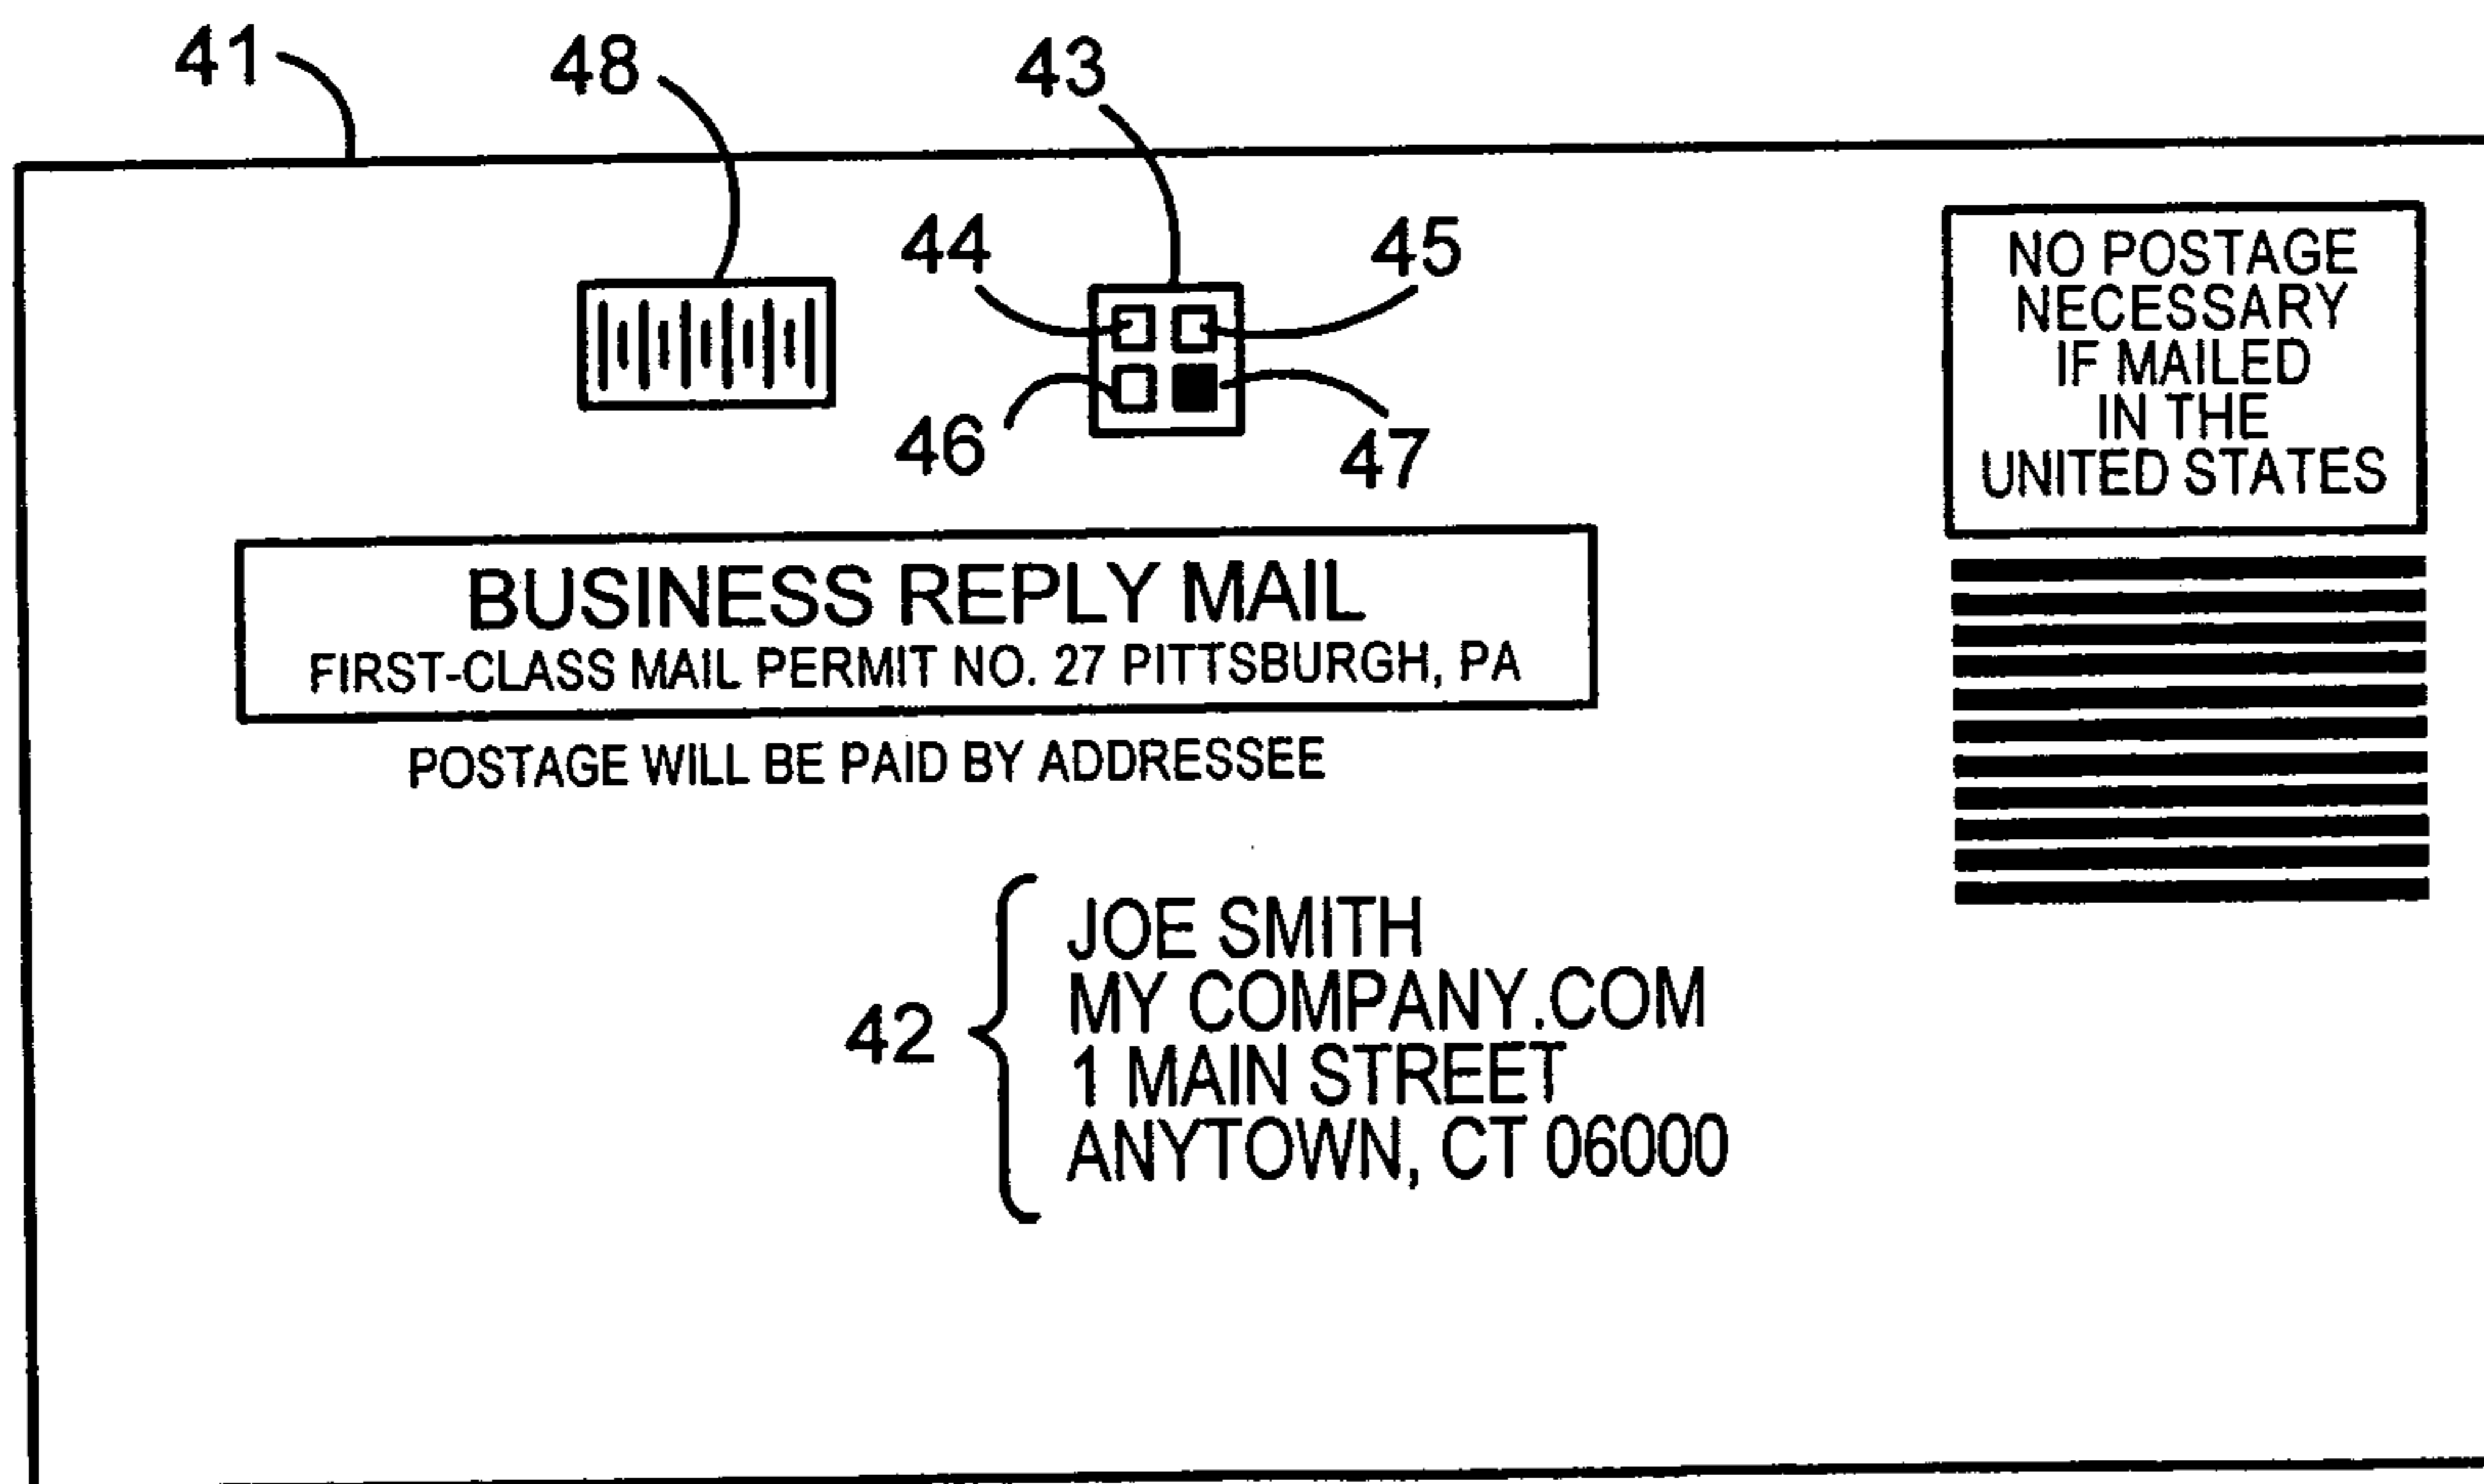 41
48
43
44
45
46
47
NO POSTAGE
NECESSARY
IF MAILED
IN THE
UNITED STATES
BUSINESS REPLY MAIL
FIRST-CLASS MAIL PERMIT NO. 27 PITTSBURGH, PA
POSTAGE WILL BE PAID BY ADDRESSEE
42
JOE SMITH
MY COMPANY.COM
1 MAIN STREET
ANYTOWN, CT 06000